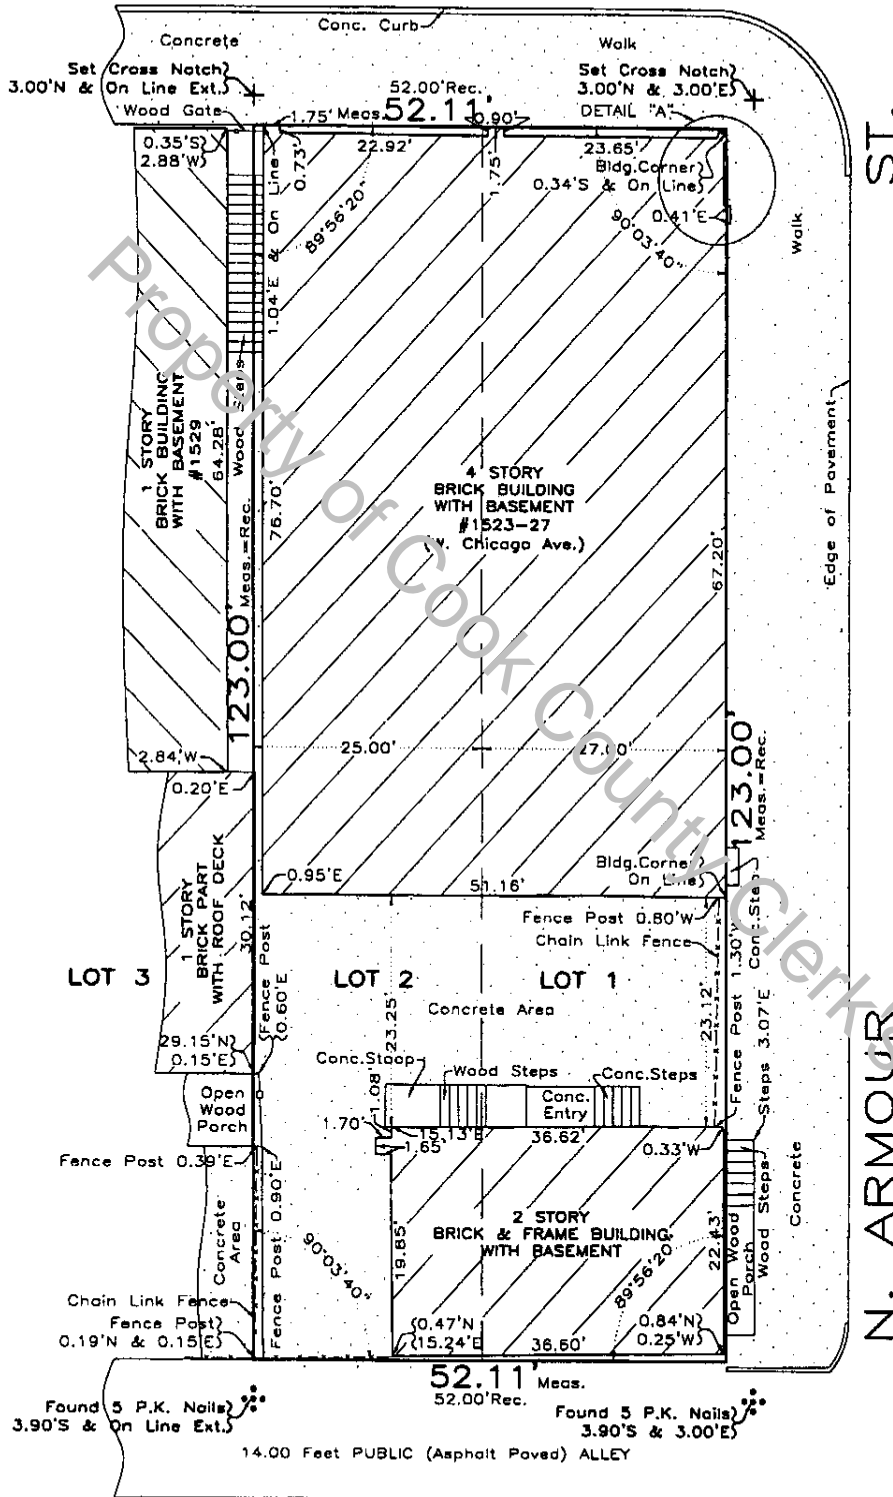 Conc. Curb
Concrete
Walk
Set Cross Notch
3.00'N & On Line Ext.
52.00'Rec.
Set Cross Notch
3.00'N & 3.00'E
Wood Gate
1.75'
Meas.
52.11'
0.90'
DETAIL "A"
ST.
0.35'S
2.88'W
0.73'
22.92'
1.75'
23.65'
Bldg.Corner
0.34'S & On Line
0.41'E
Walk
89°56'20"
90°03'40"
1.04'E & On Line
Property of Cook County Clerk's
1 STORY
BRICK BUILDING
WITH BASEMENT
#1529
64.28'
Wood Steps
76.70'
4 STORY
BRICK BUILDING
WITH BASEMENT
#1523-27
(W. Chicago Ave.)
67.20'
Edge of Pavement
123.00'
Meas.=Rec.
25.00'
27.00'
123.00'
Meas.=Rec.
2.84'W
0.20'E
0.95'E
51.16'
Bldg.Corner
On Line
Conc.Step
1 STORY
BRICK PART
WITH ROOF DECK
30.12'
Fence Post
0.60'E
Fence Post 0.80'W
Chain Link Fence
Fence Post 1.30'W
LOT 3
LOT 2
LOT 1
23.25'
Concrete Area
23.12'
Steps 3.07'E
29.15'N
0.15'E
Conc.Stoop
Wood Steps
Conc.Steps
1.08'
Conc.
Entry
Open
Wood
Porch
1.70'
15.13'E
1.65'
36.62'
0.33'W
Fence Post 0.39'E
Fence Post 0.90'E
Concrete
Area
90°03'40"
19.85'
2 STORY
BRICK & FRAME BUILDING
WITH BASEMENT
89°56'20"
22.43'
Open Wood
Porch
Wood Steps
Concrete
N. ARMOUR
Chain Link Fence
Fence Post
0.19'N & 0.15'E
0.47'N
15.24'E
36.60'
0.84'N
0.25'W
52.11' Meas.
52.00'Rec.
Found 5 P.K. Nails
3.90'S & On Line Ext.
Found 5 P.K. Nails
3.90'S & 3.00'E
14.00 Feet PUBLIC (Asphalt Paved) ALLEY